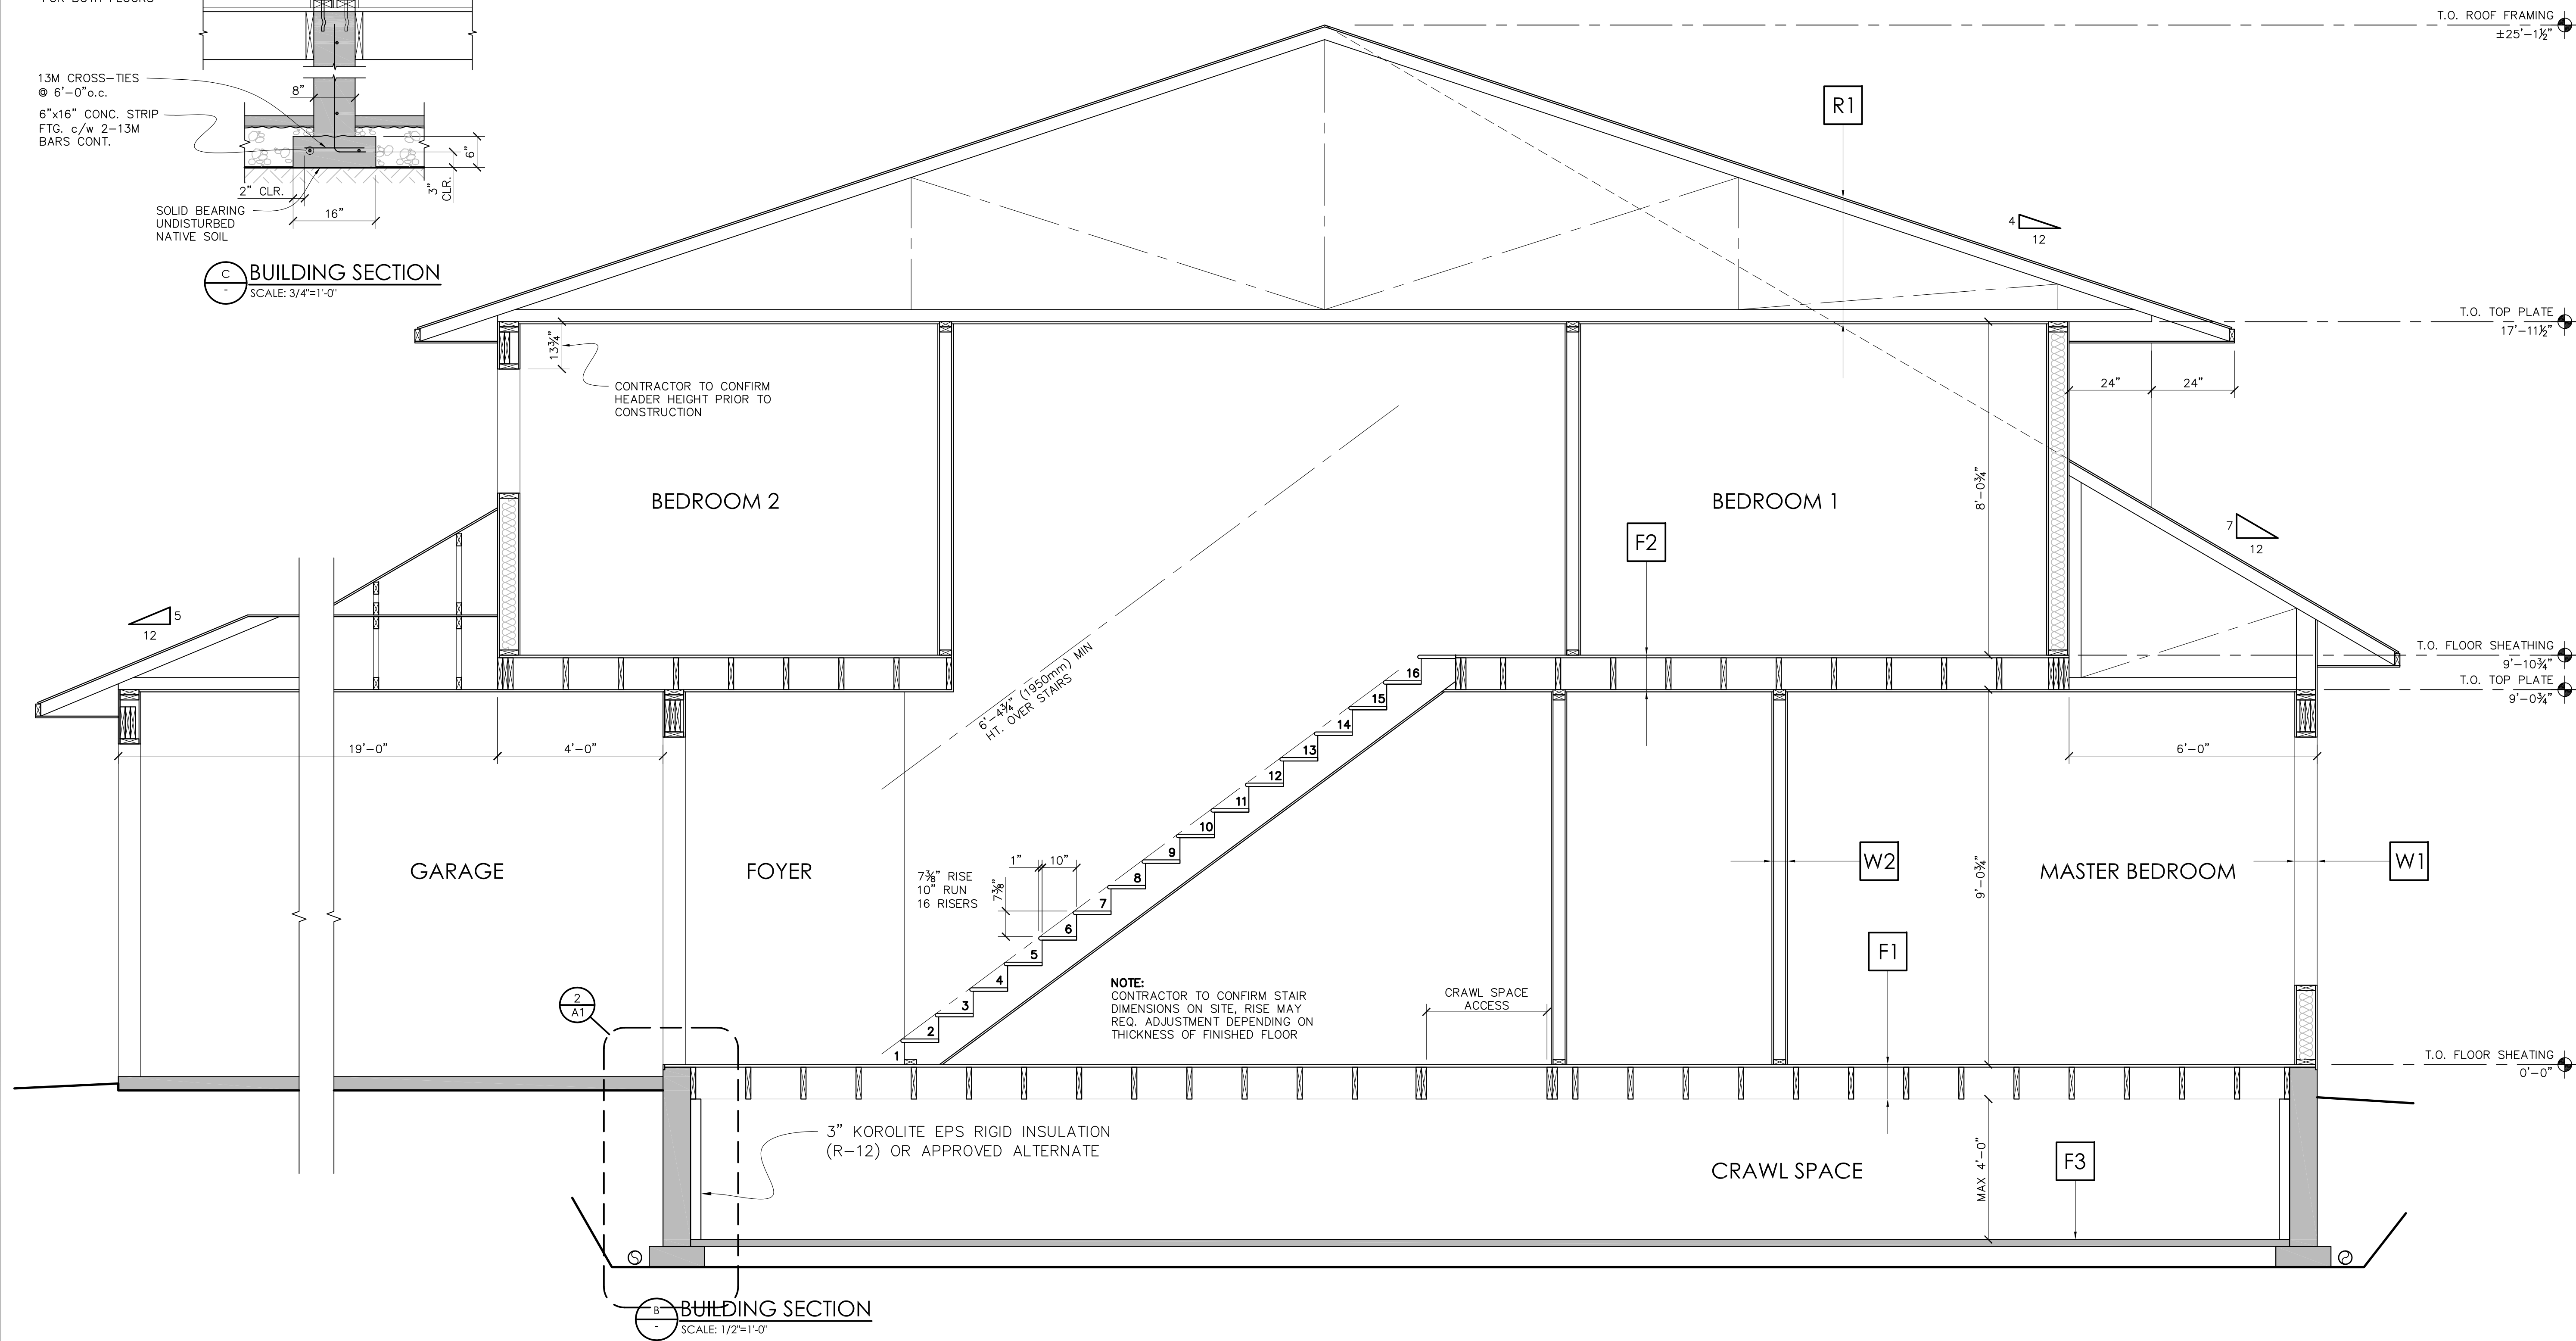 FOR BOTH FLOORS
13M CROSS-TIES
@ 6'-0"o.c.
6"x16" CONC. STRIP
FTG. c/w 2-13M
BARS CONT.
8"
6"
3"
CLR.
2" CLR.
16"
SOLID BEARING
UNDISTURBED
NATIVE SOIL
C
-
BUILDING SECTION
SCALE: 3/4"=1'-0"
T.O. ROOF FRAMING
±25'-1½"
R1
4
12
T.O. TOP PLATE
17'-11½"
13¾"
CONTRACTOR TO CONFIRM
HEADER HEIGHT PRIOR TO
CONSTRUCTION
24"
24"
BEDROOM 2
BEDROOM 1
8'-0¾"
F2
7
12
5
12
6'-4¾" (1950mm) MIN
HT. OVER STAIRS
T.O. FLOOR SHEATHING
9'-10¾"
T.O. TOP PLATE
9'-0¾"
19'-0"
4'-0"
6'-0"
16
15
14
13
12
11
10
9
8
7
6
5
4
3
2
1
GARAGE
FOYER
7⅜" RISE
10" RUN
16 RISERS
1"
10"
7⅜"
W2
MASTER BEDROOM
W1
9'-0¾"
F1
NOTE:
CONTRACTOR TO CONFIRM STAIR
DIMENSIONS ON SITE, RISE MAY
REQ. ADJUSTMENT DEPENDING ON
THICKNESS OF FINISHED FLOOR
CRAWL SPACE
ACCESS
2
A1
T.O. FLOOR SHEATING
0'-0"
3" KOROLITE EPS RIGID INSULATION
(R-12) OR APPROVED ALTERNATE
CRAWL SPACE
MAX 4'-0"
F3
B
-
BUILDING SECTION
SCALE: 1/2"=1'-0"